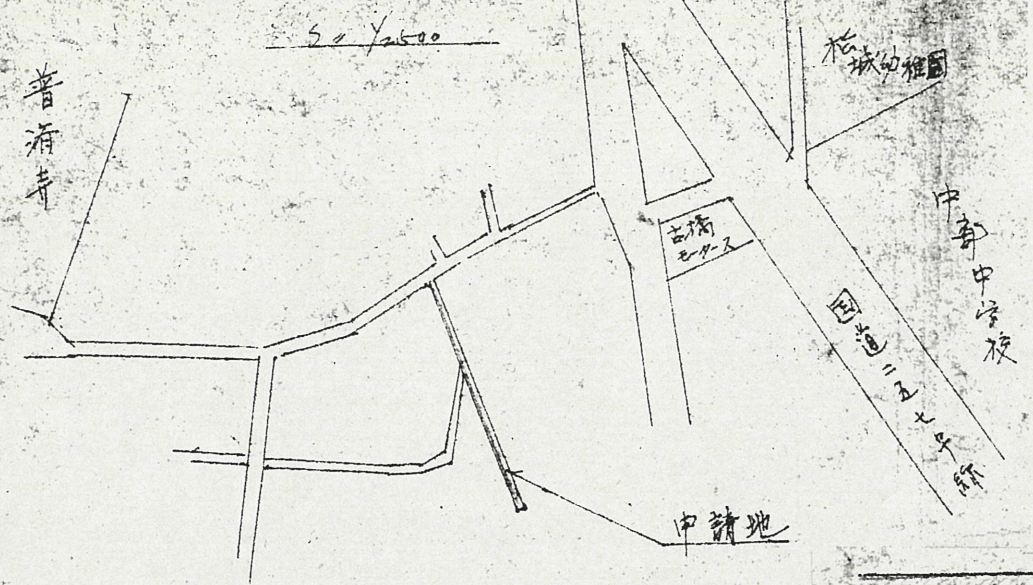 S = 1/2500
普済寺
松城幼稚園
古橋
モータース
中部中学校
国道二五七号線
申請地